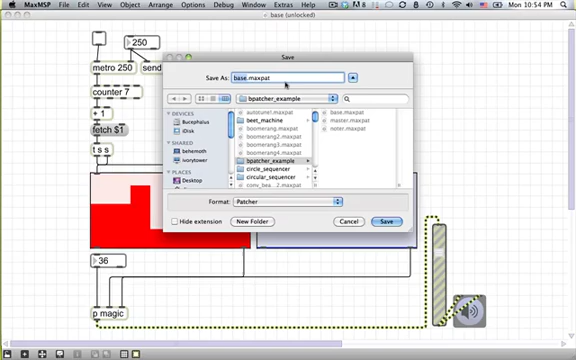 MaxMSP File Edit View Object Arrange Options Debug Extras Window Help Mon 10:54 PM
base (unlocked)
250
metro 250
send
counter 7
+ 1
fetch $1
t s s
36
p magic
Save
Save As: base.maxpat
bpatcher_example
DEVICES
Bucephalus
iDisk
SHARED
behemoth
ivorytower
PLACES
Desktop
autotune1.maxpat
beet_machine
boomerang.maxpat
boomerang2.maxpat
boomerang3.maxpat
boomerang4.maxpat
bpatcher_example
circle_sequencer
circular_sequencer
base.maxpat
master.maxpat
noter.maxpat
Format: Patcher
Hide extension
New Folder
Cancel
Save